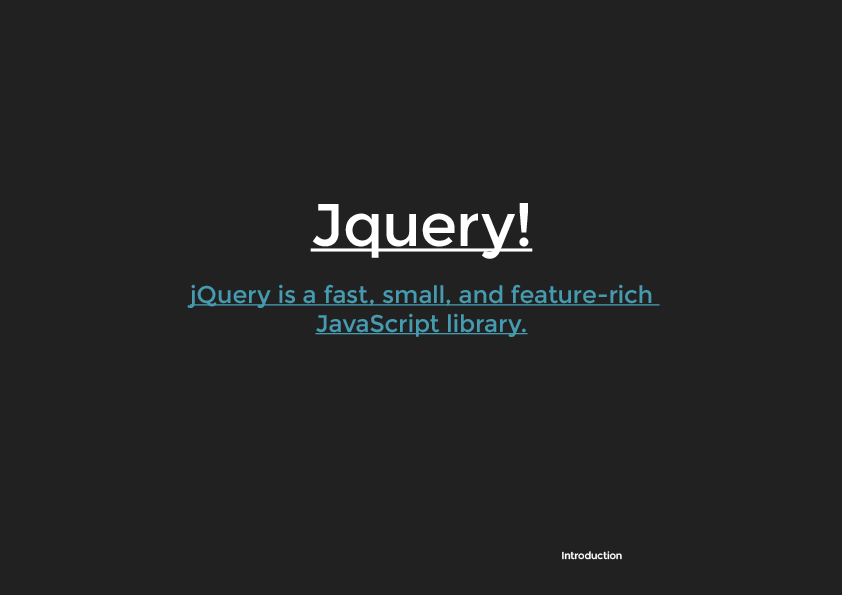 Jquery!
jQuery is a fast, small, and feature-rich
JavaScript library.
Introduction